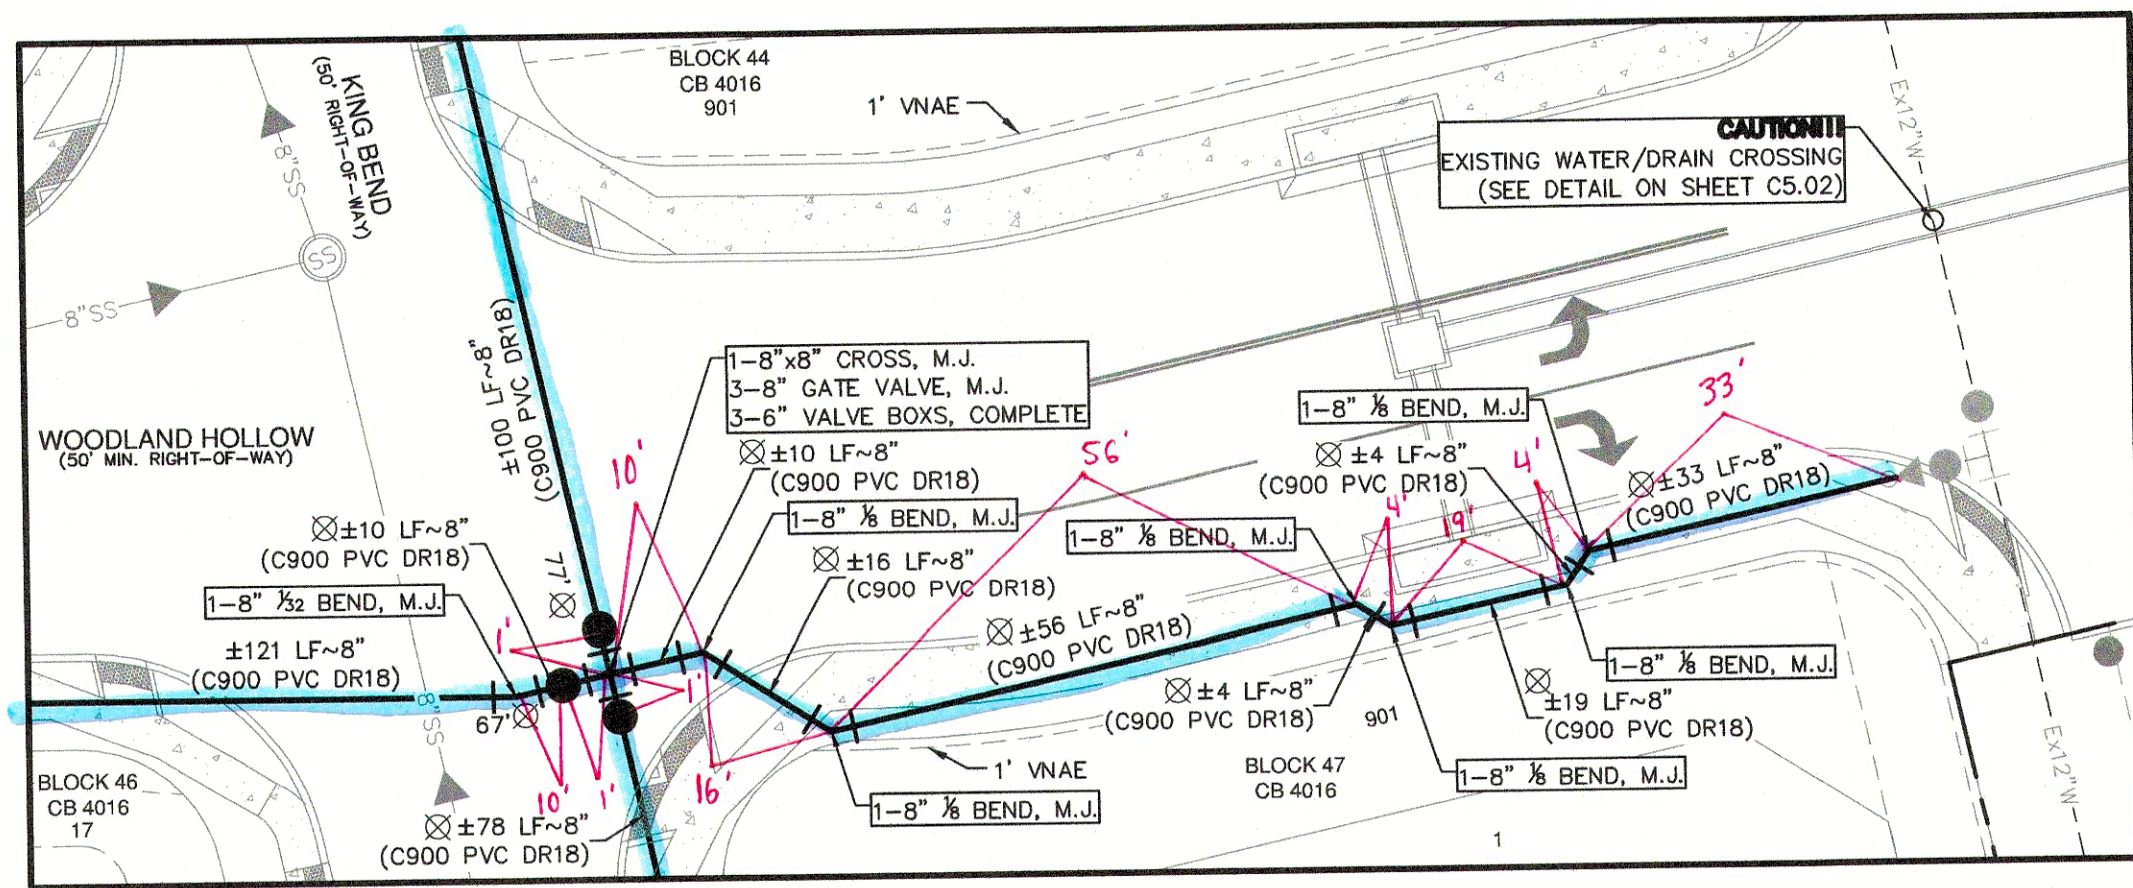 BLOCK 44
CB 4016
901
1' VNAE
KING BEND
(50' RIGHT-OF-WAY)
8"SS
SS
8"SS
Ex12"W
CAUTION!!!
EXISTING WATER/DRAIN CROSSING
(SEE DETAIL ON SHEET C5.02)
±100 LF~8"
(C900 PVC DR18)
1-8"x8" CROSS, M.J.
3-8" GATE VALVE, M.J.
3-6" VALVE BOXS, COMPLETE
WOODLAND HOLLOW
(50' MIN. RIGHT-OF-WAY)
10'
±10 LF~8"
(C900 PVC DR18)
56'
1-8" ⅛ BEND, M.J.
33'
±4 LF~8"
(C900 PVC DR18)
4'
±33 LF~8"
(C900 PVC DR18)
±10 LF~8"
(C900 PVC DR18)
77'
1-8" ⅛ BEND, M.J.
±16 LF~8"
(C900 PVC DR18)
1-8" ⅛ BEND, M.J.
4'
19'
1-8" 1/32 BEND, M.J.
1'
±121 LF~8"
(C900 PVC DR18)
±56 LF~8"
(C900 PVC DR18)
1-8" ⅛ BEND, M.J.
8"SS
67'
1'
±4 LF~8"
(C900 PVC DR18)
901
±19 LF~8"
(C900 PVC DR18)
Ex12"W
BLOCK 46
CB 4016
17
10'
1'
16'
1' VNAE
BLOCK 47
CB 4016
1-8" ⅛ BEND, M.J.
1-8" ⅛ BEND, M.J.
±78 LF~8"
(C900 PVC DR18)
1